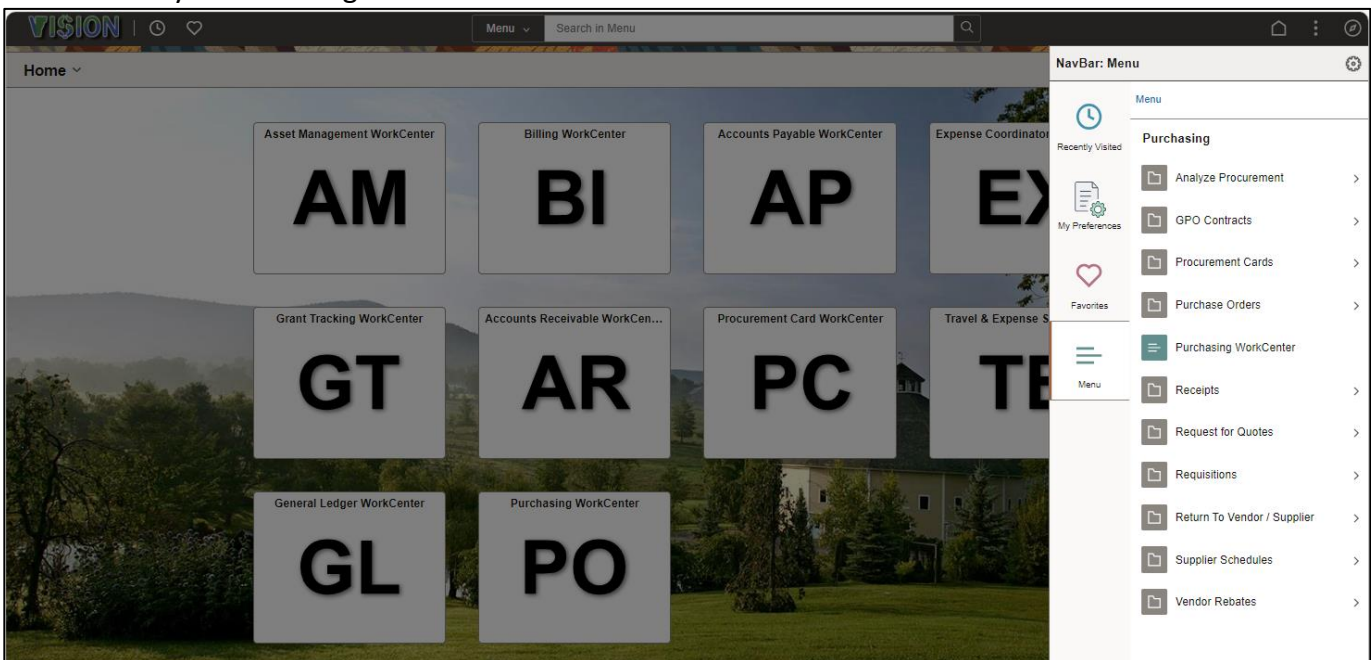 VISION
Menu
Search in Menu
Home
Asset Management WorkCenter
AM
Billing WorkCenter
BI
Accounts Payable WorkCenter
AP
Expense Coordinator
EX
Grant Tracking WorkCenter
GT
Accounts Receivable WorkCen...
AR
Procurement Card WorkCenter
PC
Travel & Expense S
TE
General Ledger WorkCenter
GL
Purchasing WorkCenter
PO
NavBar: Menu
Recently Visited
My Preferences
Favorites
Menu
Menu
Purchasing
Analyze Procurement
GPO Contracts
Procurement Cards
Purchase Orders
Purchasing WorkCenter
Receipts
Request for Quotes
Requisitions
Return To Vendor / Supplier
Supplier Schedules
Vendor Rebates